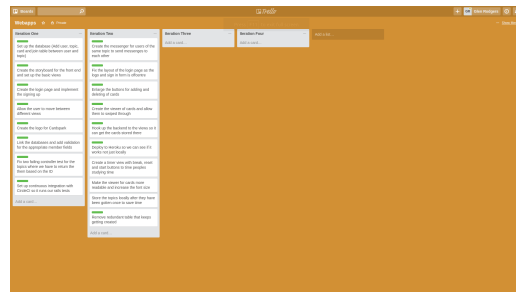 Boards
Trello
Webapps
Private
Iteration One
Set up the database (Add user, topic,
card and join table between user and
topic)
Create the storyboard for the front end
and set up the basic views
Create the login page and implement
the signing up
Allow the user to move between
different views
Create the logo for Cardspark
Link the databases and add validation
for the appropriate member fields
Fix two failing controller test for the
topics where we have to return the
them based on the ID
Set up continuous integration with
CircleCI so it runs our rails tests
Add a card...
Iteration Two
Create the messenger for users of the
same topic to send messages to
each other
Fix the layout of the login page as the
logo and sign in form is offcentre
Enlarge the buttons for adding and
deleting of cards
Create the viewer of cards and allow
them to swiped through
Hook up the backend to the views so it
can get the cards stored there
Deploy to Heroku so we can see if it's
works not just locally
Create a timer view with break, reset
and start buttons to time peoples
studying time
Make the viewer for cards more
readable and increase the font size
Store the topics locally after they have
been gotten once to save time
Remove redundant table that keeps
getting created
Add a card...
Iteration Three
Add a card...
Iteration Four
Add a card...
Add a list...